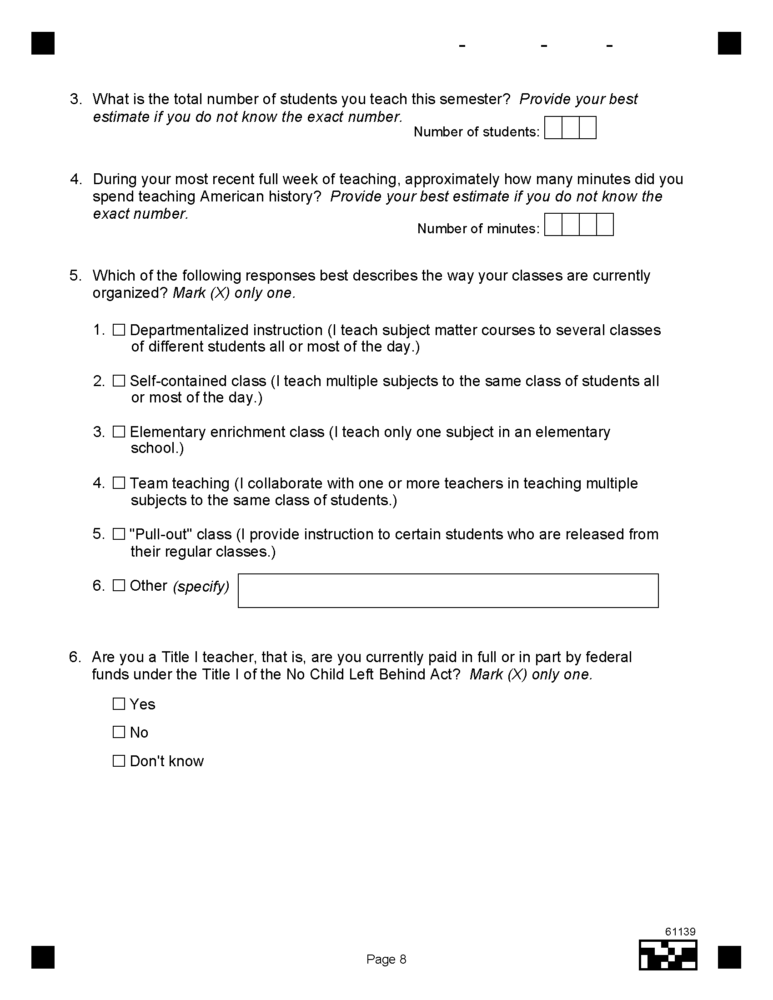 - - -
3. What is the total number of students you teach this semester? Provide your best
estimate if you do not know the exact number.
Number of students:
4. During your most recent full week of teaching, approximately how many minutes did you
spend teaching American history? Provide your best estimate if you do not know the
exact number.
Number of minutes:
5. Which of the following responses best describes the way your classes are currently
organized? Mark (X) only one.
1. Departmentalized instruction (I teach subject matter courses to several classes
of different students all or most of the day.)
2. Self-contained class (I teach multiple subjects to the same class of students all
or most of the day.)
3. Elementary enrichment class (I teach only one subject in an elementary
school.)
4. Team teaching (I collaborate with one or more teachers in teaching multiple
subjects to the same class of students.)
5. "Pull-out" class (I provide instruction to certain students who are released from
their regular classes.)
6. Other (specify)
6. Are you a Title I teacher, that is, are you currently paid in full or in part by federal
funds under the Title I of the No Child Left Behind Act? Mark (X) only one.
Yes
No
Don't know
61139
Page 8